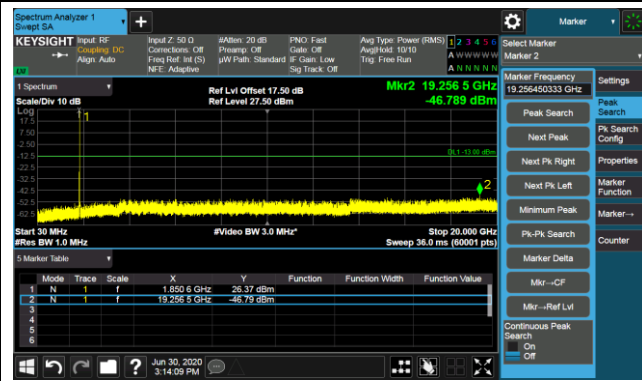 Spectrum Analyzer 1
Swept SA
KEYSIGHT
Input: RF
Coupling: DC
Align: Auto
Input Z: 50 Ω
Corrections: Off
Freq Ref: Int (S)
NFE: Adaptive
#Atten: 20 dB
Preamp: Off
µW Path: Standard
PNO: Fast
Gate: Off
IF Gain: Low
Sig Track: Off
Avg Type: Power (RMS)
Avg|Hold: 10/10
Trig: Free Run
1 2 3 4 5 6
A W W W W W
A N N N N N
LXI
1 Spectrum
Scale/Div 10 dB
Ref Lvl Offset 17.50 dB
Ref Level 27.50 dBm
Mkr2 19.256 5 GHz
-46.789 dBm
Log
17.5
7.50
-2.50
-12.5
-22.5
-32.5
-42.5
-52.5
-62.5
1
DL1 -13.00 dBm
2
Start 30 MHz
#Res BW 1.0 MHz
#Video BW 3.0 MHz*
Stop 20.000 GHz
Sweep 36.0 ms (60001 pts)
5 Marker Table
Mode Trace Scale X Y Function Function Width Function Value
1 N 1 f 1.850 6 GHz 26.37 dBm
2 N 1 f 19.256 5 GHz -46.79 dBm
3
4
5
6
?
Jun 30, 2020
3:14:09 PM
Marker
Select Marker
Marker 2
Marker Frequency
19.256450333 GHz
Peak Search
Next Peak
Next Pk Right
Next Pk Left
Minimum Peak
Pk-Pk Search
Marker Delta
Mkr→CF
Mkr→Ref Lvl
Continuous Peak
Search
On
Off
Settings
Peak
Search
Pk Search
Config
Properties
Marker
Function
Marker→
Counter